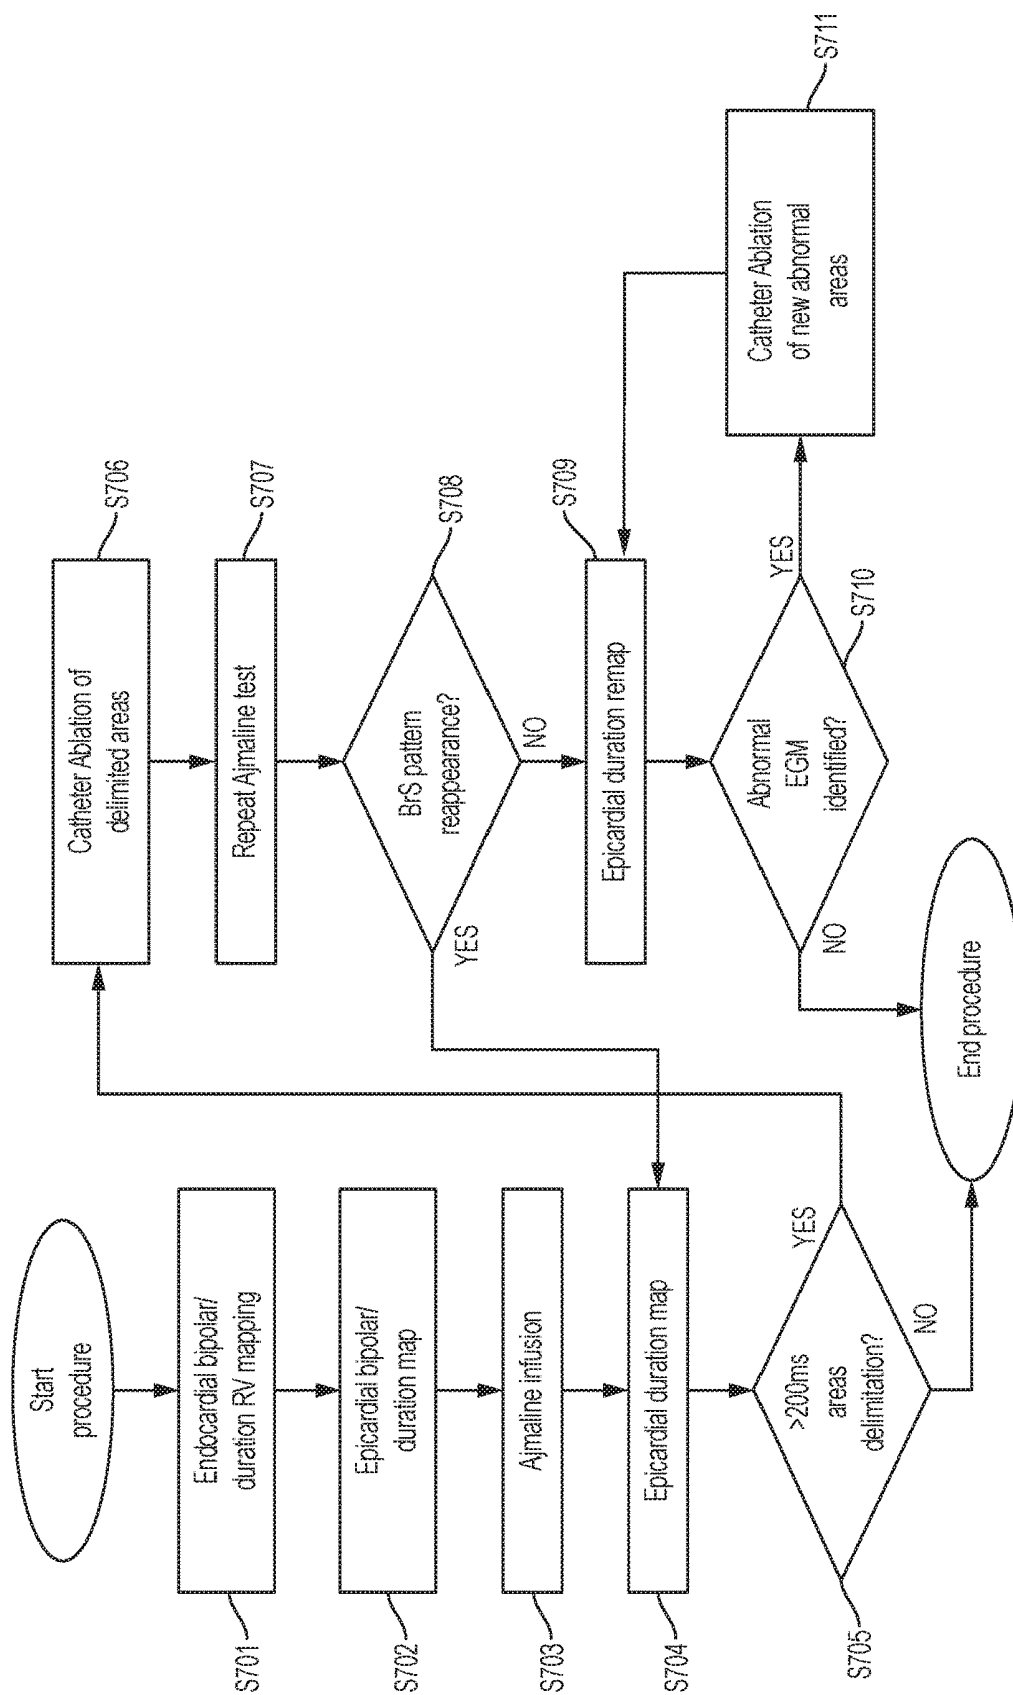 Start
procedure
Endocardial bipolar/
duration RV mapping
S701
Epicardial bipolar/
duration map
S702
Ajmaline infusion
S703
Epicardial duration map
S704
>200ms
areas
delimitation?
S705
YES
NO
Catheter Ablation of
delimited areas
S706
Repeat Ajmaline test
S707
BrS pattern
reappearance?
S708
YES
NO
Epicardial duration remap
S709
Abnormal
EGM
identified?
S710
YES
NO
Catheter Ablation
of new abnormal
areas
S711
End procedure